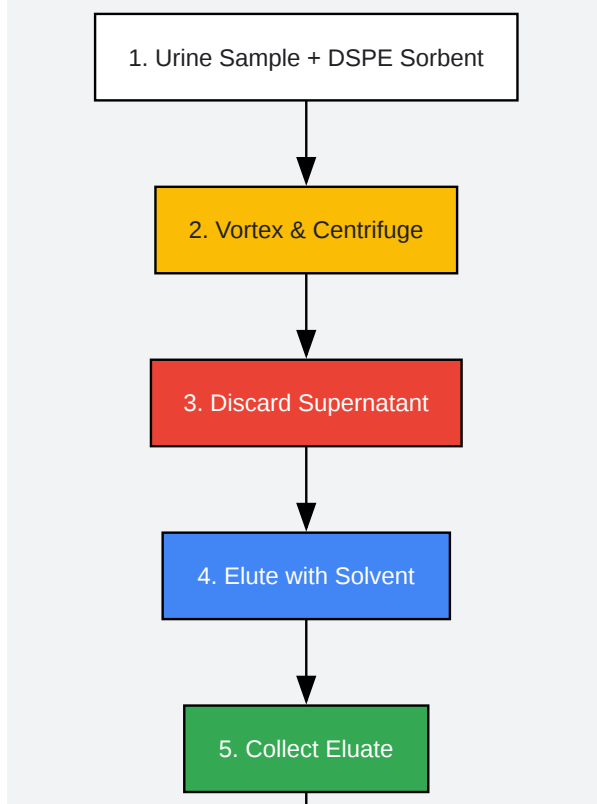 1. Urine Sample + DSPE Sorbent
2. Vortex & Centrifuge
3. Discard Supernatant
4. Elute with Solvent
5. Collect Eluate